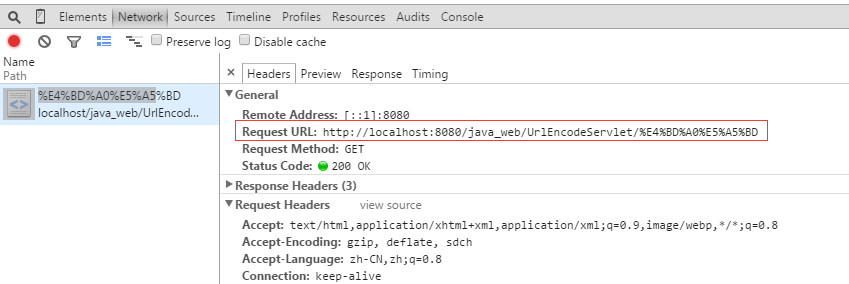 Elements Network Sources Timeline Profiles Resources Audits Console
Preserve log Disable cache
Name
Path
%E4%BD%A0%E5%A5%BD
localhost/java_web/UrlEncod...
× Headers Preview Response Timing
General
Remote Address: [::1]:8080
Request URL: http://localhost:8080/java_web/UrlEncodeServlet/%E4%BD%A0%E5%A5%BD
Request Method: GET
Status Code: 200 OK
Response Headers (3)
Request Headers view source
Accept: text/html,application/xhtml+xml,application/xml;q=0.9,image/webp,*/*;q=0.8
Accept-Encoding: gzip, deflate, sdch
Accept-Language: zh-CN,zh;q=0.8
Connection: keep-alive